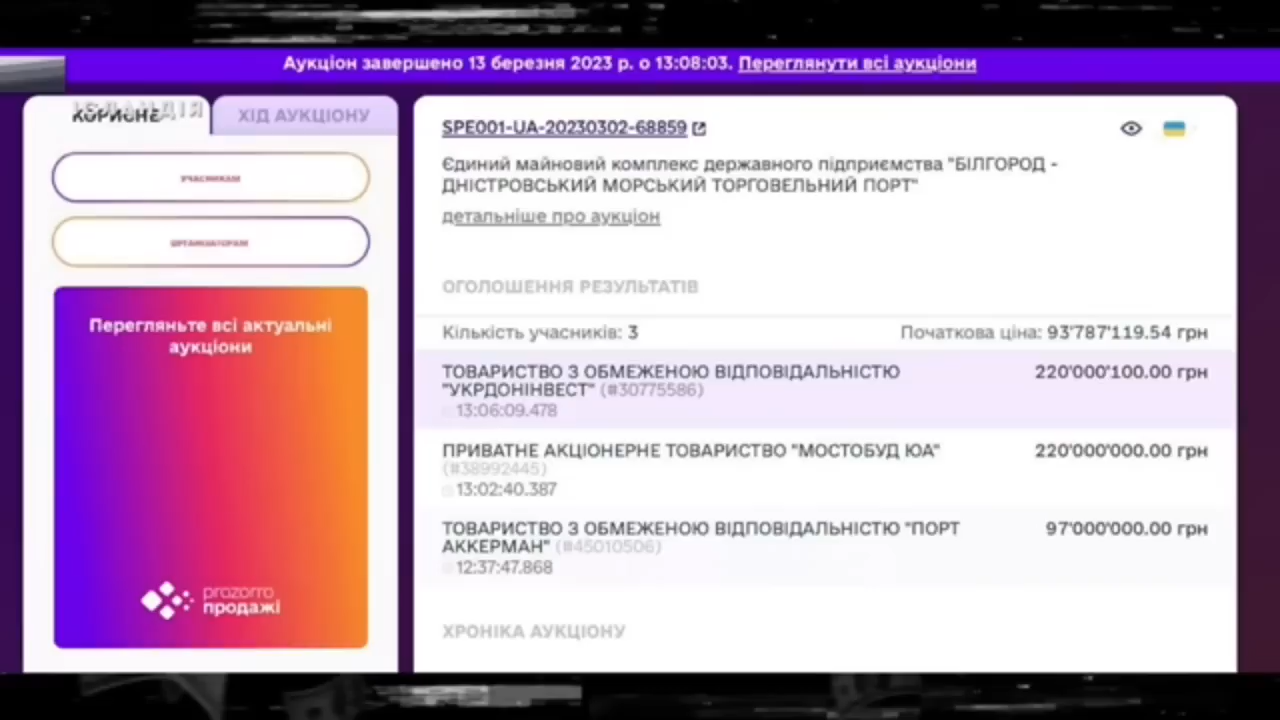 Аукціон завершено 13 березня 2023 р. о 13:08:03. Переглянути всі аукціони
КОРИСНЕ
ІСЛАНДІЯ
ХІД АУКЦІОНУ
УЧАСНИКАМ
ОРГАНІЗАТОРАМ
Перегляньте всі актуальні
аукціони
prozorro
продажі
SPE001-UA-20230302-68859
Єдиний майновий комплекс державного підприємства "БІЛГОРОД -
ДНІСТРОВСЬКИЙ МОРСЬКИЙ ТОРГОВЕЛЬНИЙ ПОРТ"
детальніше про аукціон
ОГОЛОШЕННЯ РЕЗУЛЬТАТІВ
Кількість учасників: 3 Початкова ціна: 93'787'119.54 грн
ТОВАРИСТВО З ОБМЕЖЕНОЮ ВІДПОВІДАЛЬНІСТЮ 220'000'100.00 грн
"УКРДОНІНВЕСТ" (#30775586)
13:06:09.478
ПРИВАТНЕ АКЦІОНЕРНЕ ТОВАРИСТВО "МОСТОБУД ЮА" 220'000'000.00 грн
(#38992445)
13:02:40.387
ТОВАРИСТВО З ОБМЕЖЕНОЮ ВІДПОВІДАЛЬНІСТЮ "ПОРТ 97'000'000.00 грн
АККЕРМАН" (#45010506)
12:37:47.868
ХРОНІКА АУКЦІОНУ